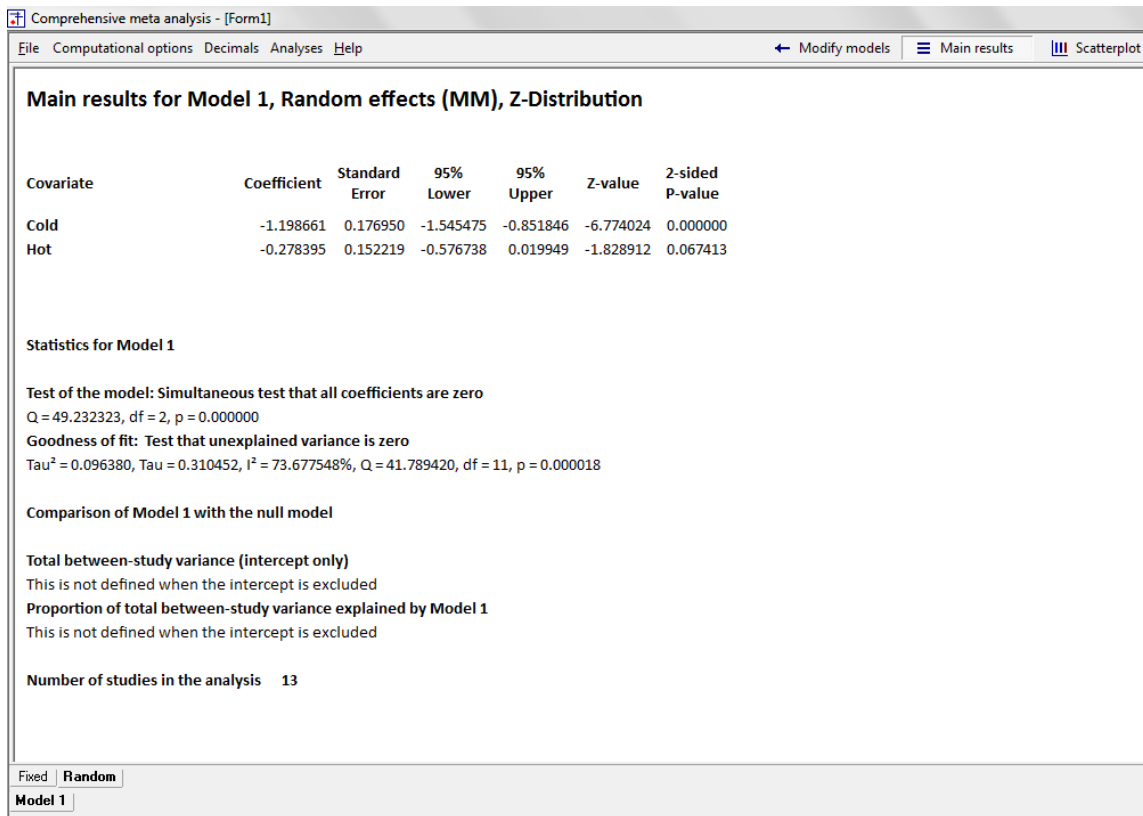 Comprehensive meta analysis - [Form1]
File Computational options Decimals Analyses Help ← Modify models Main results Scatterplot
Main results for Model 1, Random effects (MM), Z-Distribution
Covariate Coefficient Standard Error 95% Lower 95% Upper Z-value 2-sided P-value
Cold -1.198661 0.176950 -1.545475 -0.851846 -6.774024 0.000000
Hot -0.278395 0.152219 -0.576738 0.019949 -1.828912 0.067413
Statistics for Model 1
Test of the model: Simultaneous test that all coefficients are zero
Q = 49.232323, df = 2, p = 0.000000
Goodness of fit: Test that unexplained variance is zero
Tau² = 0.096380, Tau = 0.310452, I² = 73.677548%, Q = 41.789420, df = 11, p = 0.000018
Comparison of Model 1 with the null model
Total between-study variance (intercept only)
This is not defined when the intercept is excluded
Proportion of total between-study variance explained by Model 1
This is not defined when the intercept is excluded
Number of studies in the analysis 13
Fixed Random
Model 1